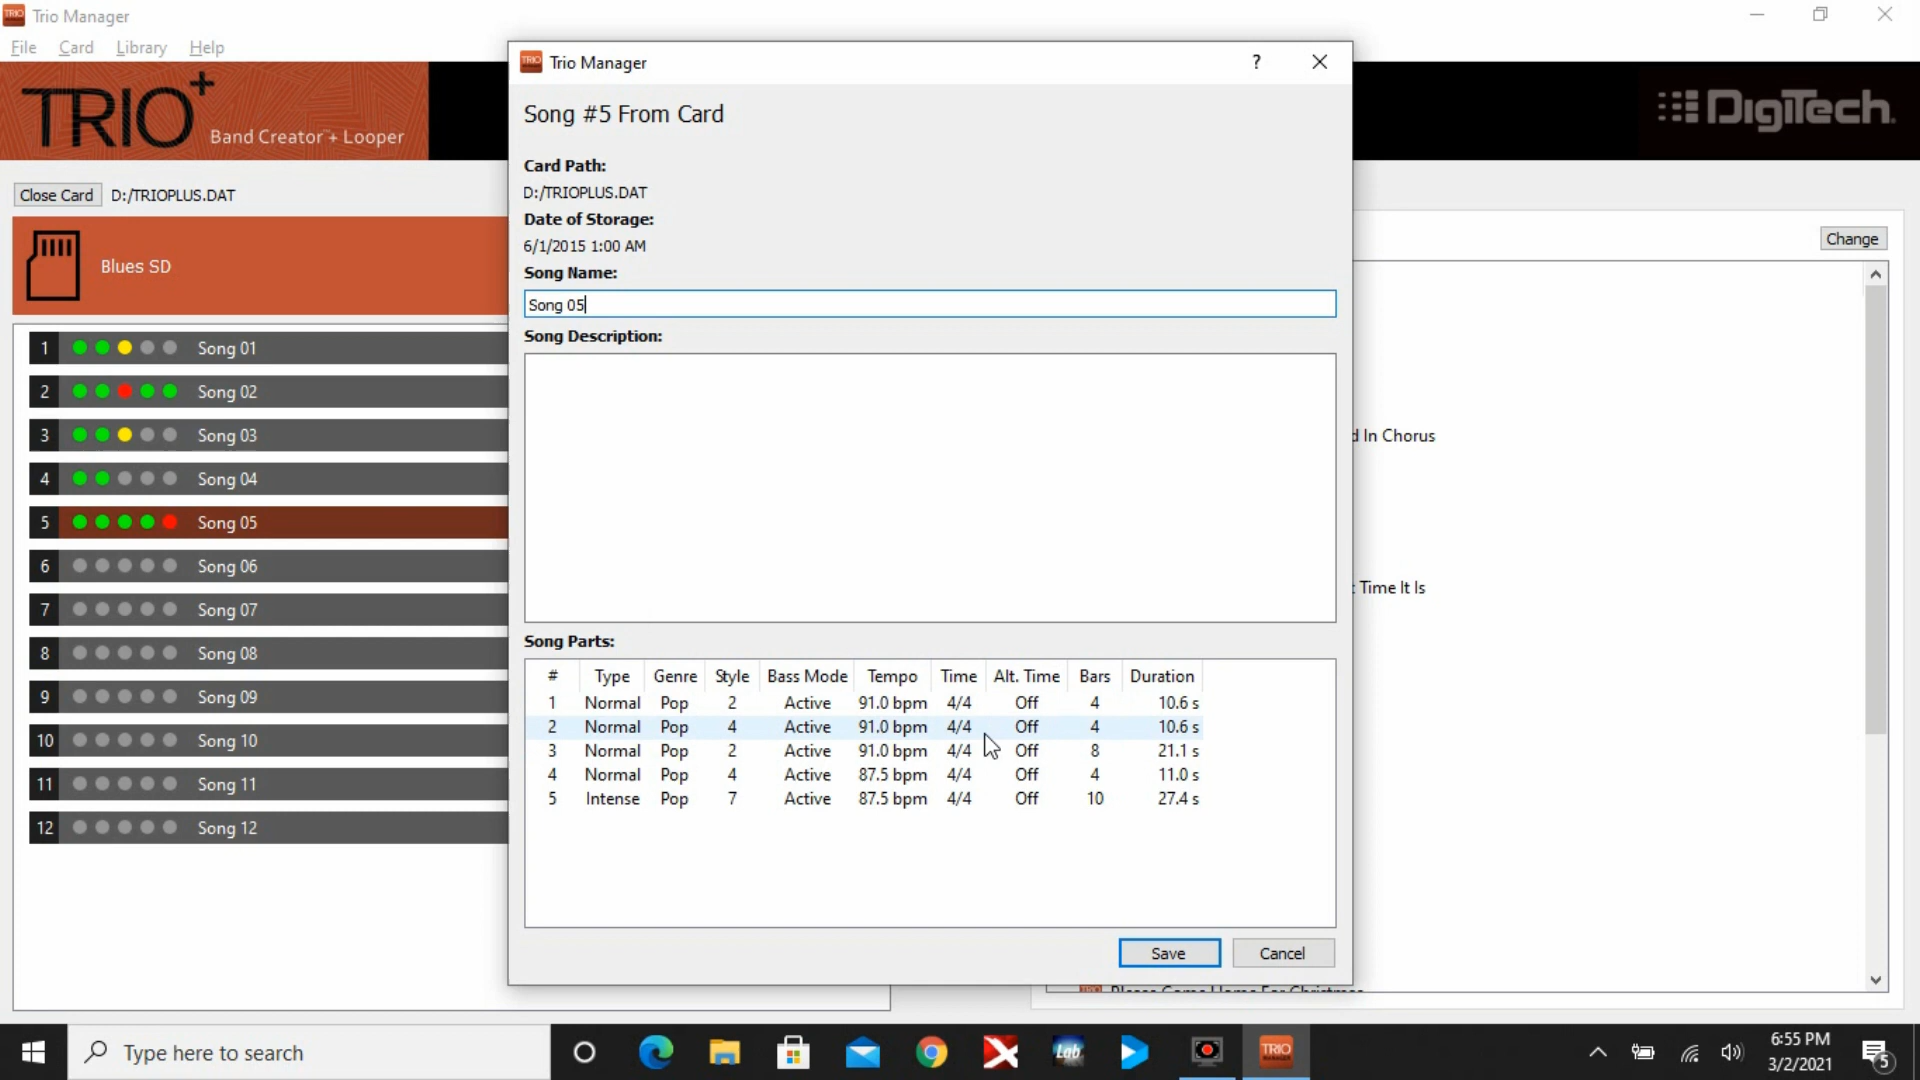 Trio Manager
File Card Library Help
TRIO+ Band Creator + Looper
DigiTech
Close Card D:/TRIOPLUS.DAT
Blues SD
1 Song 01
2 Song 02
3 Song 03
4 Song 04
5 Song 05
6 Song 06
7 Song 07
8 Song 08
9 Song 09
10 Song 10
11 Song 11
12 Song 12
TRIO Trio Manager ?
Song #5 From Card
Card Path:
D:/TRIOPLUS.DAT
Date of Storage:
6/1/2015 1:00 AM
Song Name:
Song 05
Song Description:
Song Parts:
# Type Genre Style Bass Mode Tempo Time Alt. Time Bars Duration
1 Normal Pop 2 Active 91.0 bpm 4/4 Off 4 10.6 s
2 Normal Pop 4 Active 91.0 bpm 4/4 Off 4 10.6 s
3 Normal Pop 2 Active 91.0 bpm 4/4 Off 8 21.1 s
4 Normal Pop 4 Active 87.5 bpm 4/4 Off 4 11.0 s
5 Intense Pop 7 Active 87.5 bpm 4/4 Off 10 27.4 s
Save Cancel
Change
d In Chorus
Time It Is
Please Come Home For Christmas
Type here to search
Lab
TRIO
6:55 PM
3/2/2021
5